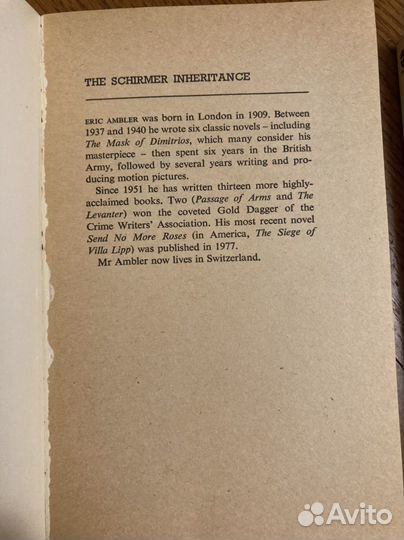 THE SCHIRMER INHERITANCE
ERIC AMBLER was born in London in 1909. Between
1937 and 1940 he wrote six classic novels – including
The Mask of Dimitrios, which many consider his
masterpiece – then spent six years in the British
Army, followed by several years writing and pro-
ducing motion pictures.
Since 1951 he has written thirteen more highly-
acclaimed books. Two (Passage of Arms and The
Levanter) won the coveted Gold Dagger of the
Crime Writers' Association. His most recent novel
Send No More Roses (in America, The Siege of
Villa Lipp) was published in 1977.
Mr Ambler now lives in Switzerland.
Avito